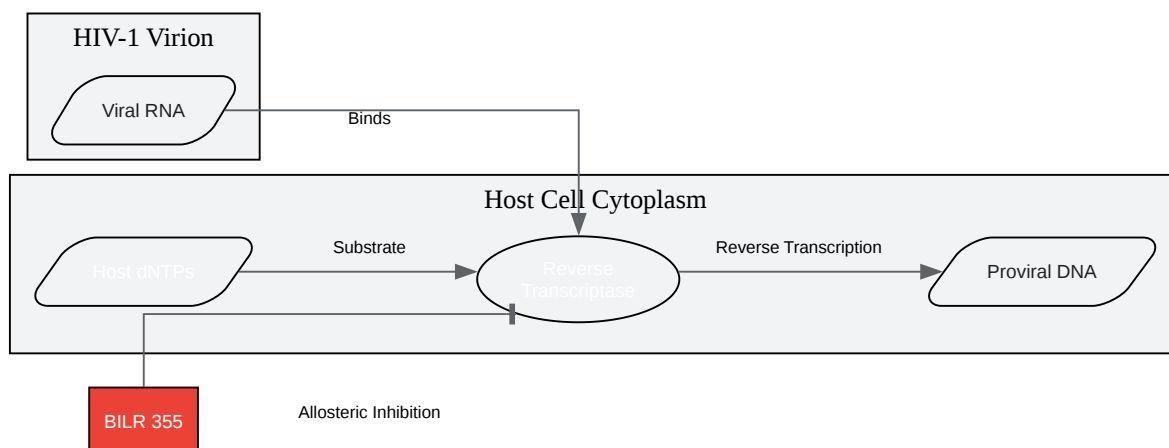 HIV-1 Virion
Viral RNA
Binds
Host Cell Cytoplasm
Host dNTPs
Substrate
Reverse
Transcriptase
Reverse Transcription
Proviral DNA
BILR 355
Allosteric Inhibition